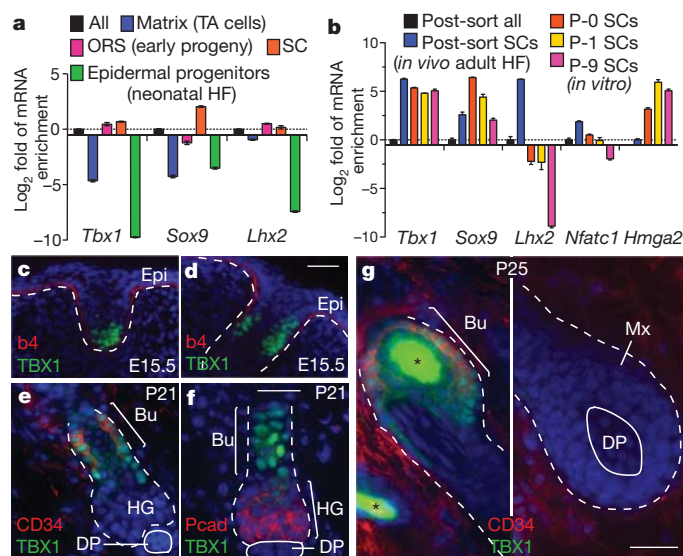 a
All
Matrix (TA cells)
ORS (early progeny)
SC
Epidermal progenitors
(neonatal HF)
Log2 fold of mRNA
enrichment
5
0
−5
−10
Tbx1
Sox9
Lhx2
b
Post-sort all
Post-sort SCs
(in vivo adult HF)
P-0 SCs
P-1 SCs
P-9 SCs
(in vitro)
Log2 fold of mRNA
enrichment
10
5
0
5
−10
Tbx1
Sox9
Lhx2
Nfatc1
Hmga2
c
Epi
b4
TBX1
E15.5
d
Epi
E15.5
e
P21
Bu
HG
CD34
TBX1
DP
f
P21
Bu
HG
Pcad
TBX1
DP
g
P25
Bu
*
*
Mx
DP
CD34
TBX1